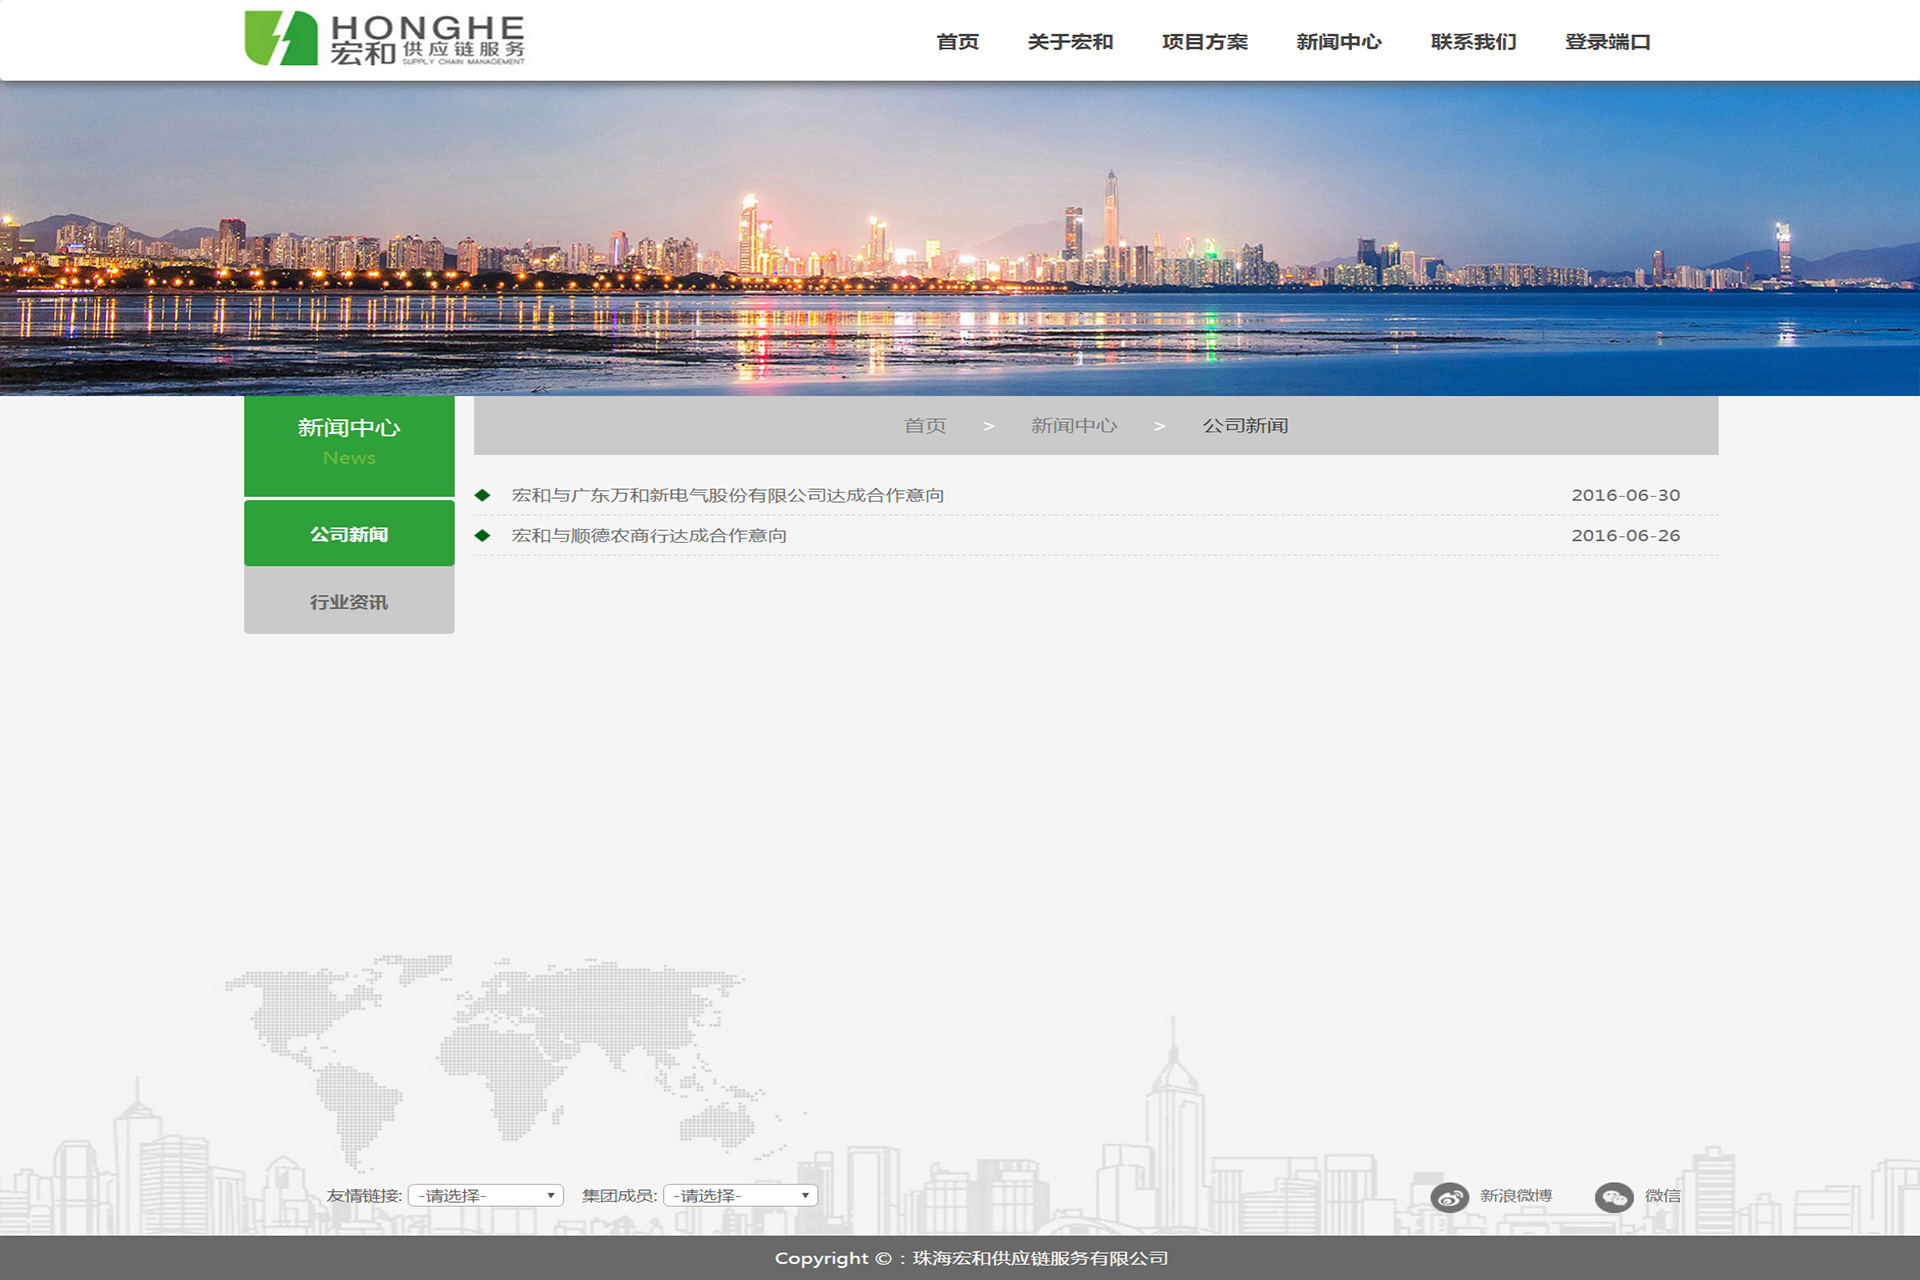 HONGHE
宏和 供应链服务
SUPPLY CHAIN MANAGEMENT
首页 关于宏和 项目方案 新闻中心 联系我们 登录端口
新闻中心
News
公司新闻
行业资讯
首页 > 新闻中心 > 公司新闻
宏和与广东万和新电气股份有限公司达成合作意向 2016-06-30
宏和与顺德农商行达成合作意向 2016-06-26
友情链接: -请选择- 集团成员: -请选择- 新浪微博 微信
Copyright © : 珠海宏和供应链服务有限公司